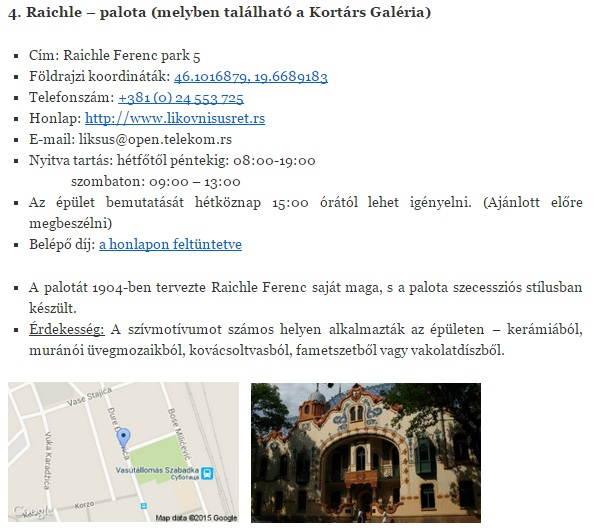 4. Raichle – palota (melyben található a Kortárs Galéria)
▪ Cím: Raichle Ferenc park 5
▪ Földrajzi koordináták: 46.1016879, 19.6689183
▪ Telefonszám: +381 (0) 24 553 725
▪ Honlap: http://www.likovnisusret.rs
▪ E-mail: liksus@open.telekom.rs
▪ Nyitva tartás: hétfőtől péntekig: 08:00-19:00
szombaton: 09:00 – 13:00
▪ Az épület bemutatását hétköznap 15:00 órától lehet igényelni. (Ajánlott előre
megbeszélni)
▪ Belépő díj: a honlapon feltüntetve
▪ A palotát 1904-ben tervezte Raichle Ferenc saját maga, s a palota szecessziós stílusban
készült.
▪ Érdekesség: A szívmotívumot számos helyen alkalmazták az épületen – kerámiából,
muránói üvegmozaikból, kovácsoltvasból, fametszetből vagy vakolatdíszből.
Vase Stajića
Đure
Bose Milićević
Vuka Karadžića
Vasútállomás Szabadka
Суботица
Korzo
Korzo
Google
Map data ©2015 Google